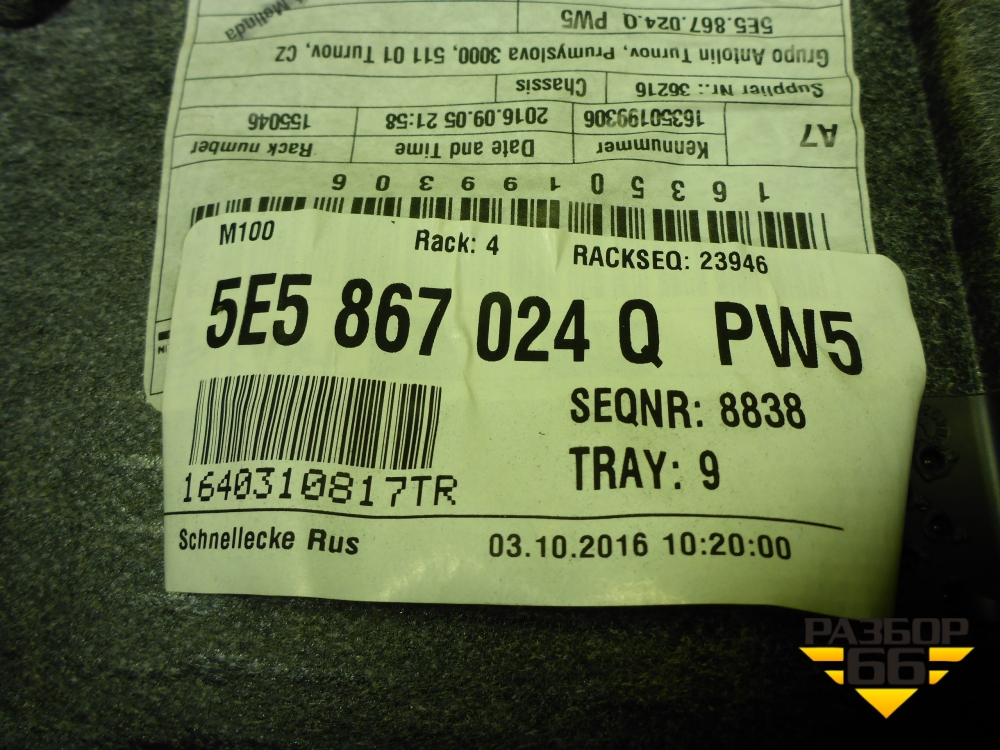 Melinda
5E5.867.024.Q PW5
Grupo Antolin Turnov, Prumyslova 3000, 511 01 Turnov, CZ
Supplier Nr.: 36216 Chassis
A7 16350199306 2016.09.05 21:58 155046
Kennummer Date and Time Rack number
1 6 3 5 0 1 9 9 3 0 6
M100 Rack: 4 RACKSEQ: 23946
5E5 867 024 Q PW5
SEQNR: 8838
TRAY: 9
1640310817TR
Schnellecke Rus 03.10.2016 10:20:00
РАЗБОР
66